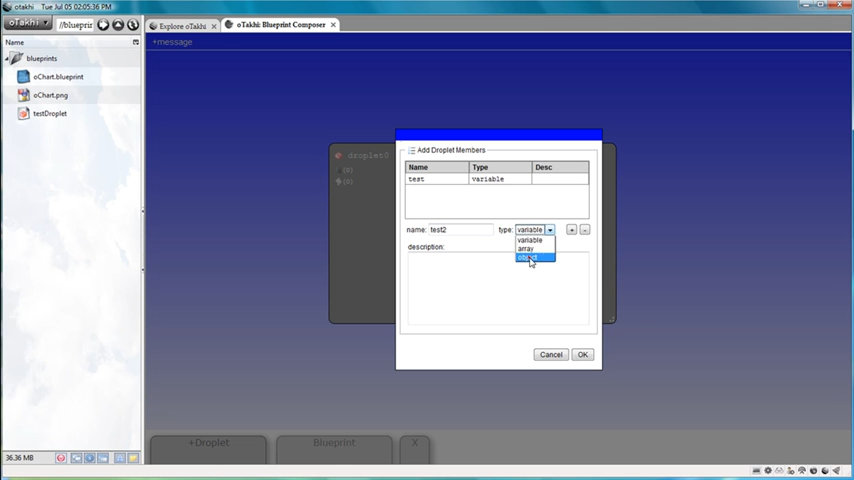 otakhi Tue Jul 05 02:05:36 PM
oTakhi
//blueprir
Explore oTakhi
oTakhi: Blueprint Composer
Name
+message
blueprints
oChart.blueprint
oChart.png
testDroplet
droplet0
(0)
(0)
Add Droplet Members
Name Type Desc
test variable
name: test2 type: variable + -
variable
array
object
description:
Cancel OK
+Droplet Blueprint X
36.36 MB